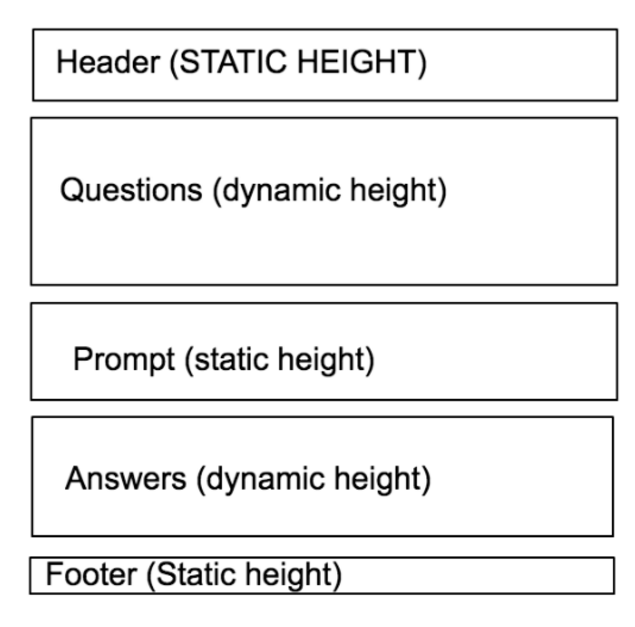 Header (STATIC HEIGHT)
Questions (dynamic height)
Prompt (static height)
Answers (dynamic height)
Footer (Static height)